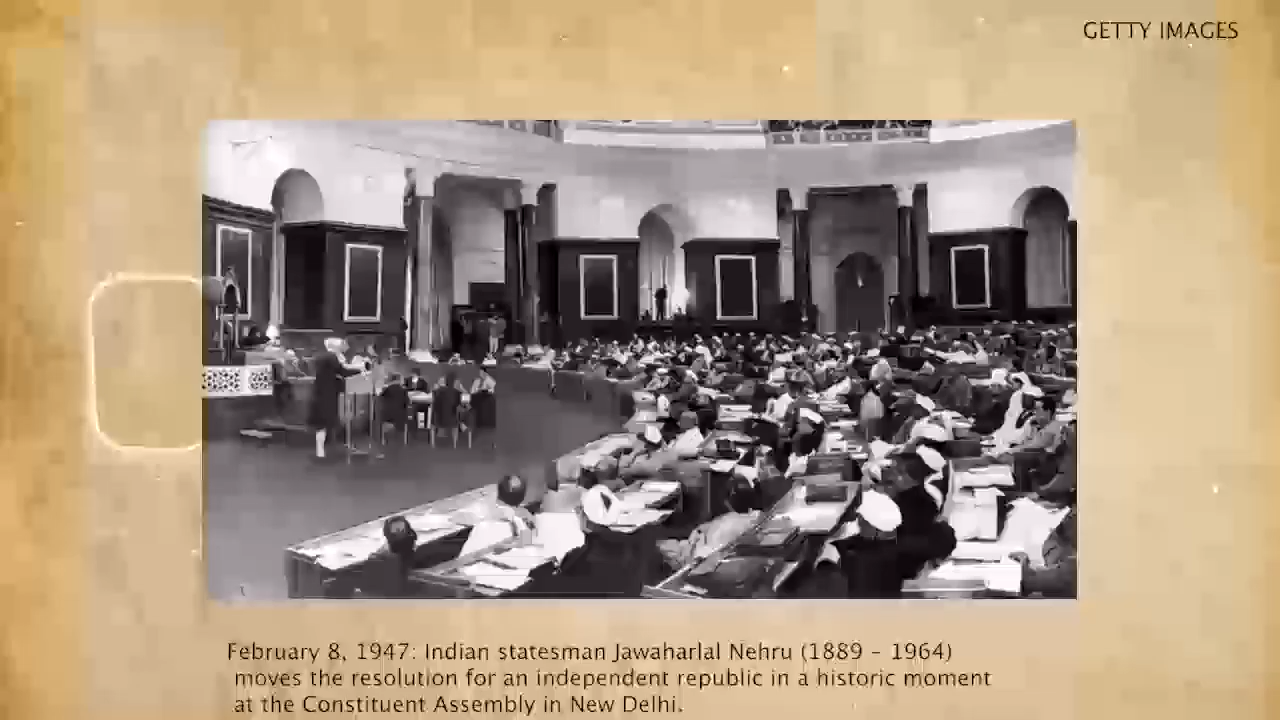 GETTY IMAGES
February 8, 1947: Indian statesman Jawaharlal Nehru (1889 - 1964)
moves the resolution for an independent republic in a historic moment
at the Constituent Assembly in New Delhi.